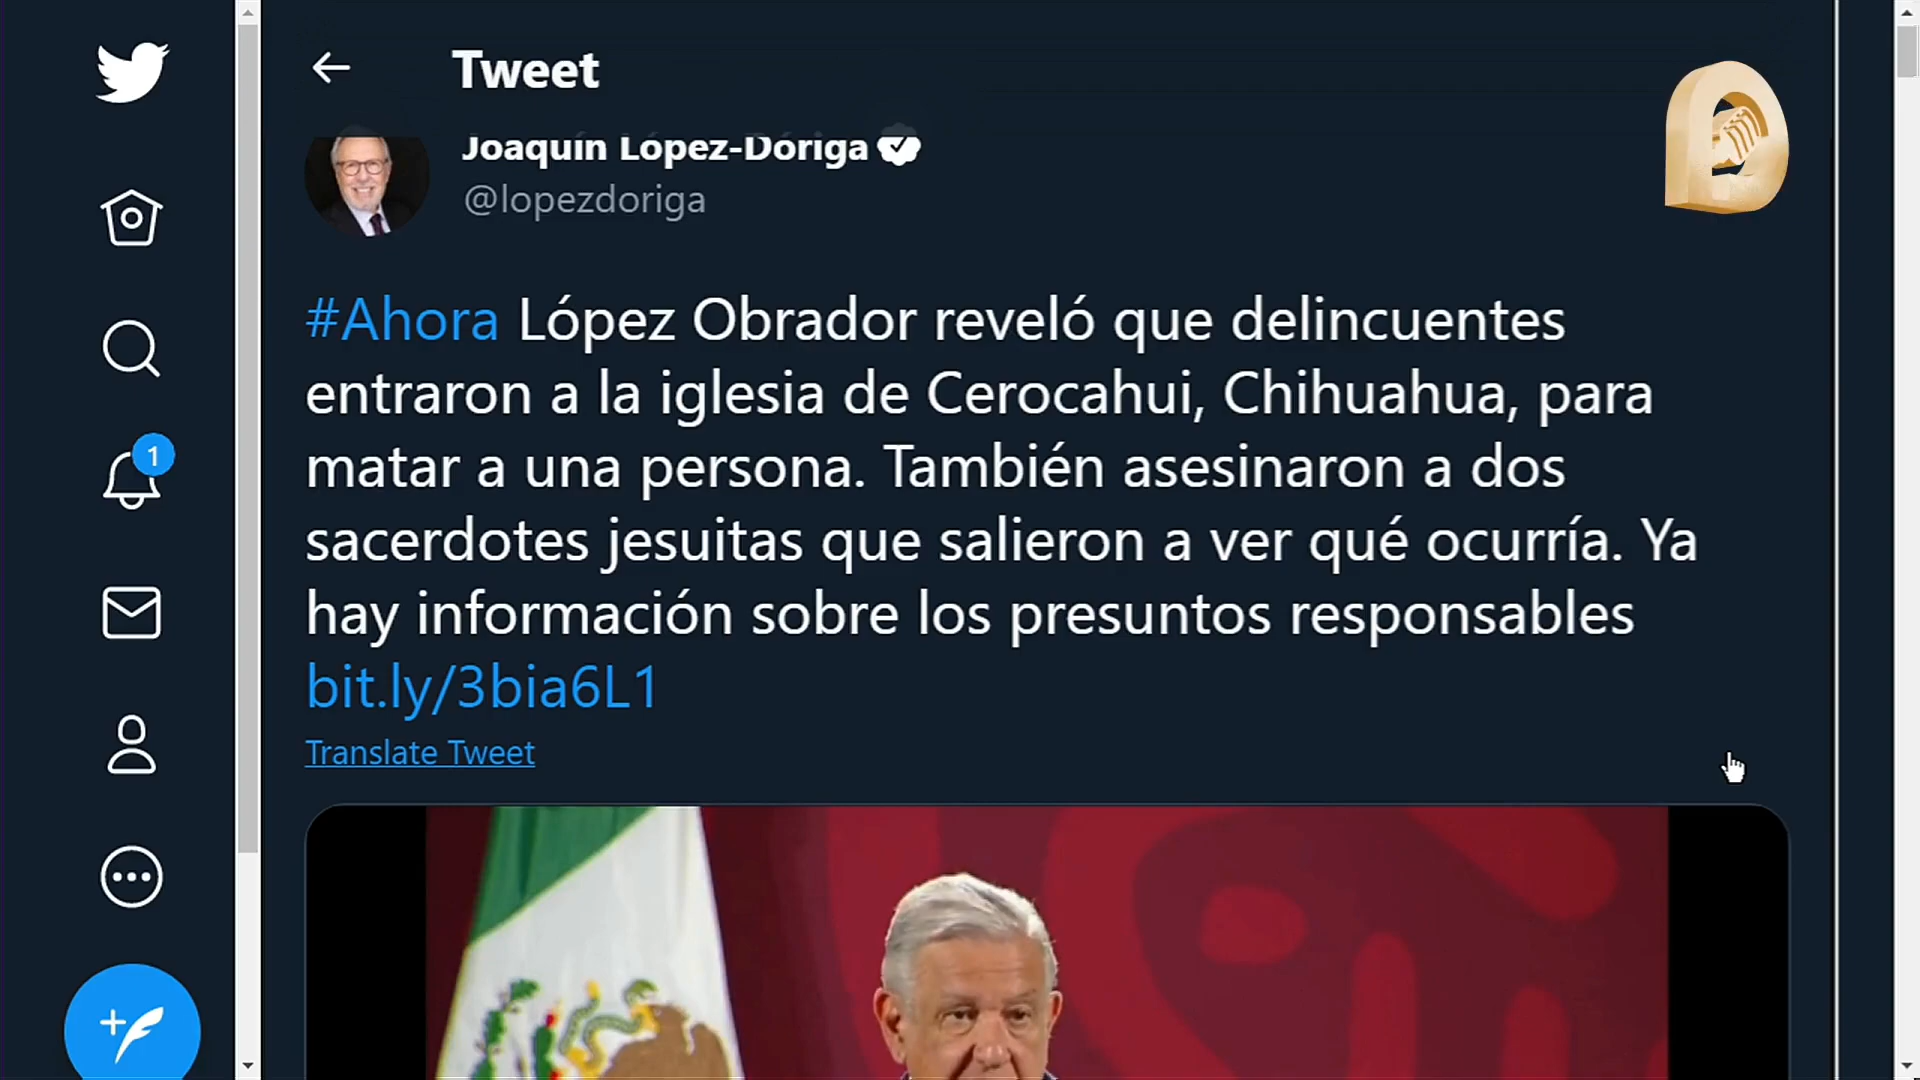 Tweet
Joaquín López-Dóriga
@lopezdoriga
#Ahora López Obrador reveló que delincuentes
entraron a la iglesia de Cerocahui, Chihuahua, para
matar a una persona. También asesinaron a dos
sacerdotes jesuitas que salieron a ver qué ocurría. Ya
hay información sobre los presuntos responsables
bit.ly/3bia6L1
Translate Tweet
1